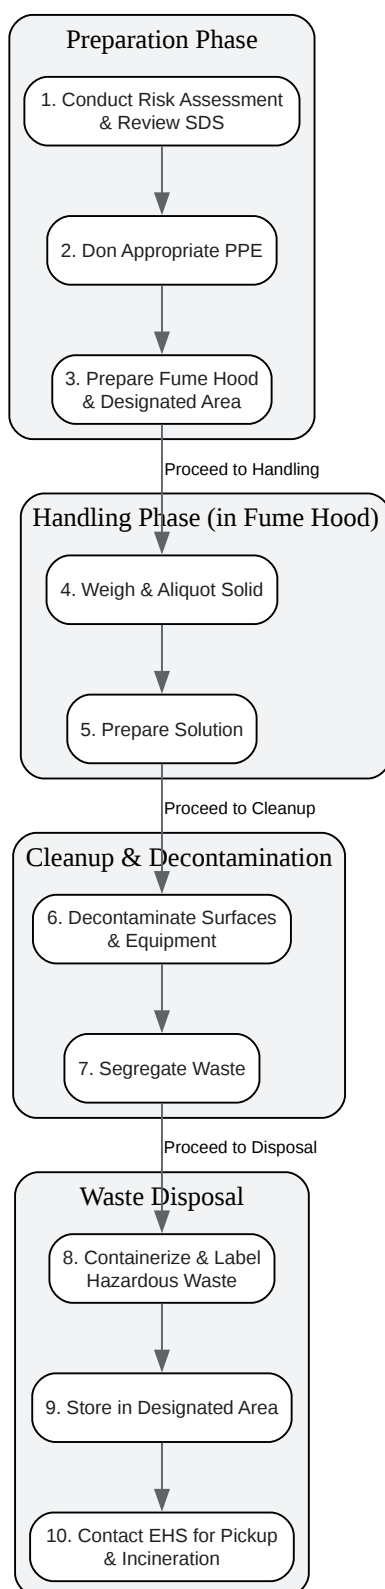 Preparation Phase
1. Conduct Risk Assessment
& Review SDS
2. Don Appropriate PPE
3. Prepare Fume Hood
& Designated Area
Proceed to Handling
Handling Phase (in Fume Hood)
4. Weigh & Aliquot Solid
5. Prepare Solution
Proceed to Cleanup
Cleanup & Decontamination
6. Decontaminate Surfaces
& Equipment
7. Segregate Waste
Proceed to Disposal
Waste Disposal
8. Containerize & Label
Hazardous Waste
9. Store in Designated Area
10. Contact EHS for Pickup
& Incineration